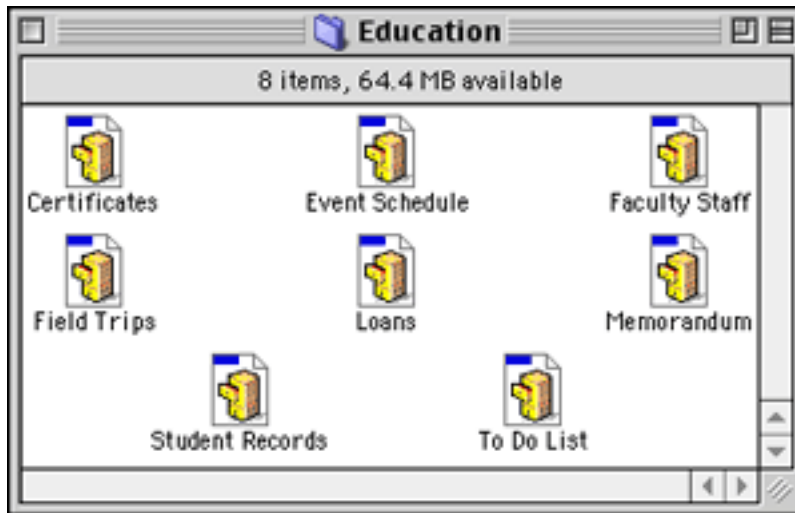 Education
8 items, 64.4 MB available
Certificates Event Schedule Faculty Staff
Field Trips Loans Memorandum
Student Records To Do List